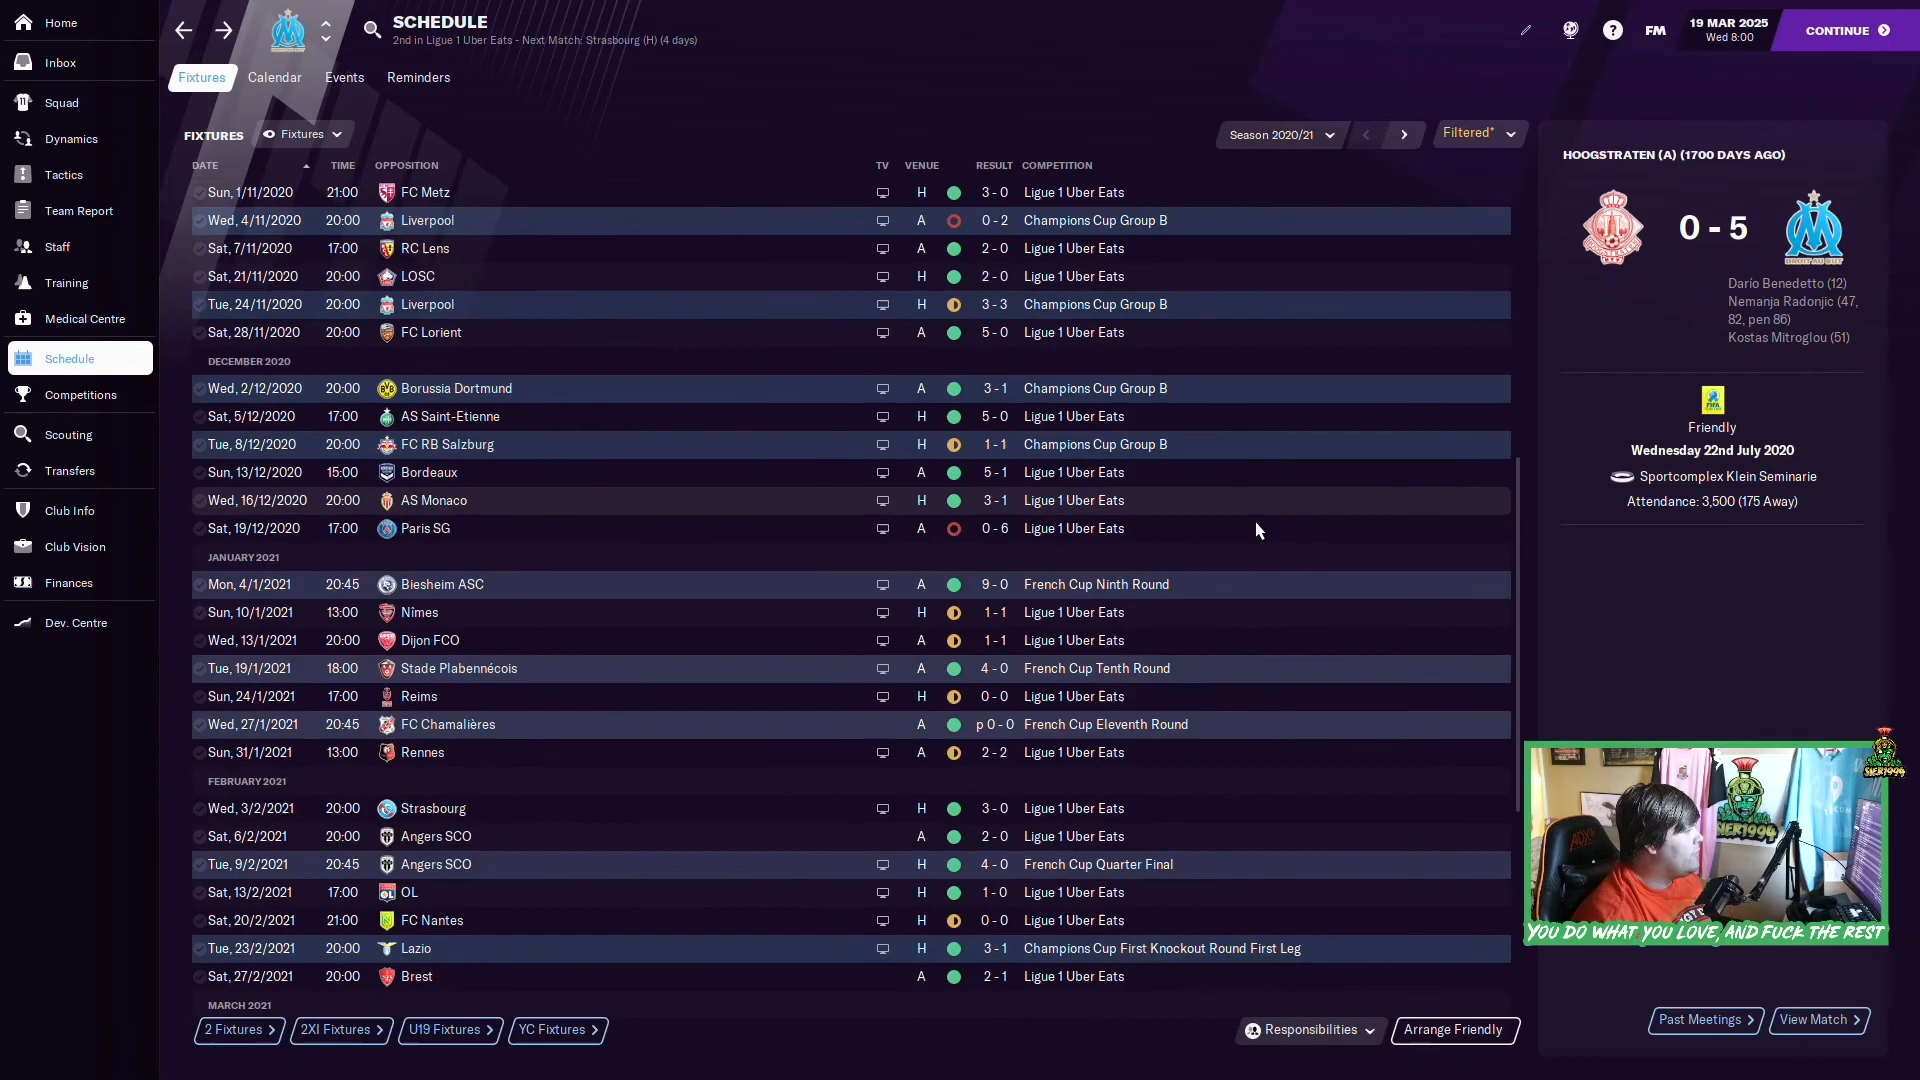 Home
Inbox
Squad
Dynamics
Tactics
Team Report
Staff
Training
Medical Centre
Schedule
Competitions
Scouting
Transfers
Club Info
Club Vision
Finances
Dev. Centre
SCHEDULE
2nd in Ligue 1 Uber Eats - Next Match: Strasbourg (H) (4 days)
FM
19 MAR 2025
Wed 8:00
CONTINUE
Fixtures Calendar Events Reminders
FIXTURES Fixtures Season 2020/21 Filtered*
DATE TIME OPPOSITION TV VENUE RESULT COMPETITION
Sun, 1/11/2020 21:00 FC Metz H 3 - 0 Ligue 1 Uber Eats
Wed, 4/11/2020 20:00 Liverpool A 0 - 2 Champions Cup Group B
Sat, 7/11/2020 17:00 RC Lens A 2 - 0 Ligue 1 Uber Eats
Sat, 21/11/2020 20:00 LOSC H 2 - 0 Ligue 1 Uber Eats
Tue, 24/11/2020 20:00 Liverpool H 3 - 3 Champions Cup Group B
Sat, 28/11/2020 20:00 FC Lorient A 5 - 0 Ligue 1 Uber Eats
DECEMBER 2020
Wed, 2/12/2020 20:00 Borussia Dortmund A 3 - 1 Champions Cup Group B
Sat, 5/12/2020 17:00 AS Saint-Etienne H 5 - 0 Ligue 1 Uber Eats
Tue, 8/12/2020 20:00 FC RB Salzburg H 1 - 1 Champions Cup Group B
Sun, 13/12/2020 15:00 Bordeaux A 5 - 1 Ligue 1 Uber Eats
Wed, 16/12/2020 20:00 AS Monaco H 3 - 1 Ligue 1 Uber Eats
Sat, 19/12/2020 17:00 Paris SG A 0 - 6 Ligue 1 Uber Eats
JANUARY 2021
Mon, 4/1/2021 20:45 Biesheim ASC A 9 - 0 French Cup Ninth Round
Sun, 10/1/2021 13:00 Nîmes H 1 - 1 Ligue 1 Uber Eats
Wed, 13/1/2021 20:00 Dijon FCO A 1 - 1 Ligue 1 Uber Eats
Tue, 19/1/2021 18:00 Stade Plabennécois A 4 - 0 French Cup Tenth Round
Sun, 24/1/2021 17:00 Reims H 0 - 0 Ligue 1 Uber Eats
Wed, 27/1/2021 20:45 FC Chamalières A p 0 - 0 French Cup Eleventh Round
Sun, 31/1/2021 13:00 Rennes A 2 - 2 Ligue 1 Uber Eats
FEBRUARY 2021
Wed, 3/2/2021 20:00 Strasbourg H 3 - 0 Ligue 1 Uber Eats
Sat, 6/2/2021 20:00 Angers SCO A 2 - 0 Ligue 1 Uber Eats
Tue, 9/2/2021 20:45 Angers SCO H 4 - 0 French Cup Quarter Final
Sat, 13/2/2021 17:00 OL H 1 - 0 Ligue 1 Uber Eats
Sat, 20/2/2021 21:00 FC Nantes H 0 - 0 Ligue 1 Uber Eats
Tue, 23/2/2021 20:00 Lazio H 3 - 1 Champions Cup First Knockout Round First Leg
Sat, 27/2/2021 20:00 Brest A 2 - 1 Ligue 1 Uber Eats
MARCH 2021
2 Fixtures 2XI Fixtures U19 Fixtures YC Fixtures Responsibilities Arrange Friendly
HOOGSTRATEN (A) (1700 DAYS AGO)
0 - 5
DROIT AU BUT
Darío Benedetto (12)
Nemanja Radonjic (47,
82, pen 86)
Kostas Mitroglou (51)
Friendly
Wednesday 22nd July 2020
Sportcomplex Klein Seminarie
Attendance: 3,500 (175 Away)
SIER1994
SIER1994
YOU DO WHAT YOU LOVE, AND FUCK THE REST
Past Meetings View Match